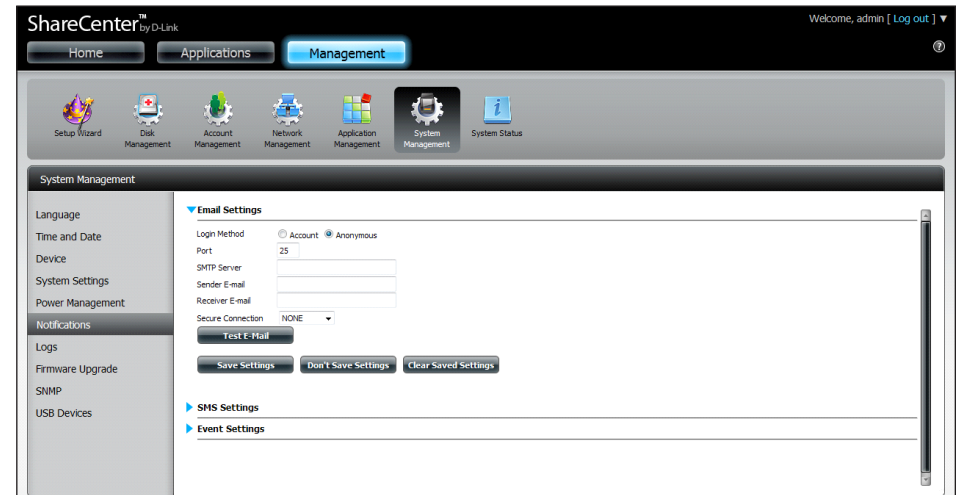 ShareCenter™ by D-Link
Welcome, admin [ Log out ] ▼
Home Applications Management
?
Setup Wizard
Disk Management
Account Management
Network Management
Application Management
System Management
System Status
System Management
Language
Time and Date
Device
System Settings
Power Management
Notifications
Logs
Firmware Upgrade
SNMP
USB Devices
Email Settings
Login Method Account Anonymous
Port 25
SMTP Server
Sender E-mail
Receiver E-mail
Secure Connection NONE
Test E-Mail
Save Settings Don't Save Settings Clear Saved Settings
SMS Settings
Event Settings